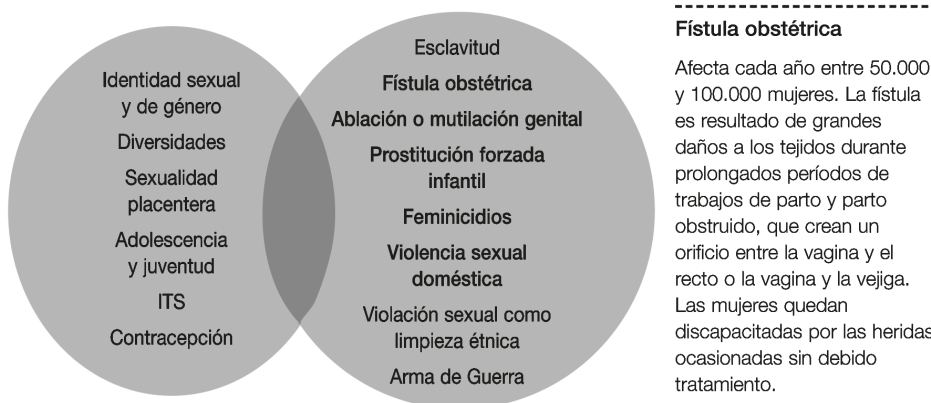 Identidad sexual
y de género
Diversidades
Sexualidad
placentera
Adolescencia
y juventud
ITS
Contracepción
Esclavitud
Fístula obstétrica
Ablación o mutilación genital
Prostitución forzada
infantil
Feminicidios
Violencia sexual
doméstica
Violación sexual como
limpieza étnica
Arma de Guerra
Fístula obstétrica
Afecta cada año entre 50.000
y 100.000 mujeres. La fístula
es resultado de grandes
daños a los tejidos durante
prolongados períodos de
trabajos de parto y parto
obstruido, que crean un
orificio entre la vagina y el
recto o la vagina y la vejiga.
Las mujeres quedan
discapacitadas por las heridas
ocasionadas sin debido
tratamiento.